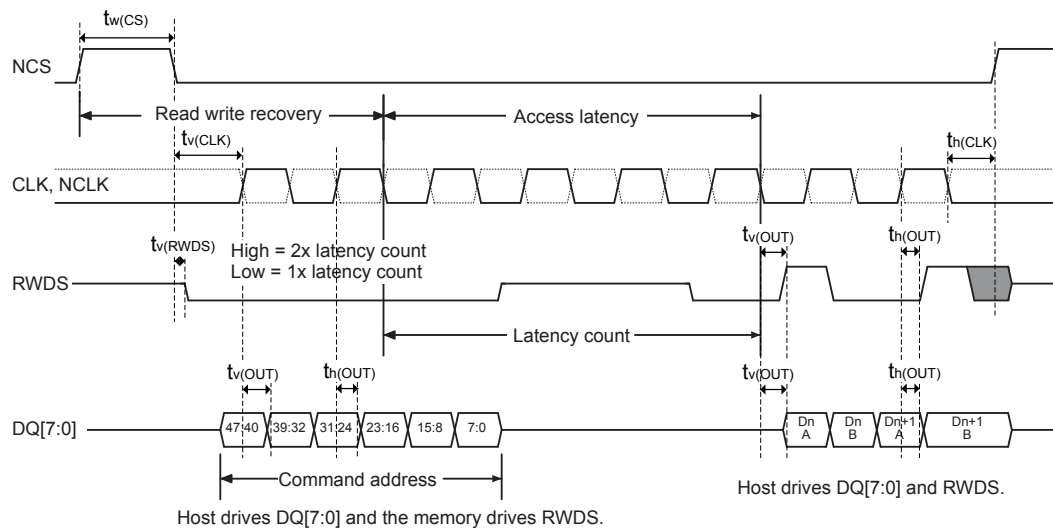 tw(CS)
NCS
Read write recovery
Access latency
tv(CLK)
th(CLK)
CLK, NCLK
tv(RWDS)
High = 2x latency count
Low = 1x latency count
tv(OUT)
th(OUT)
RWDS
Latency count
tv(OUT)
th(OUT)
tv(OUT)
th(OUT)
DQ[7:0]
47:40
39:32
31:24
23:16
15:8
7:0
Dn
A
Dn
B
Dn+1
A
Dn+1
B
Command address
Host drives DQ[7:0] and RWDS.
Host drives DQ[7:0] and the memory drives RWDS.